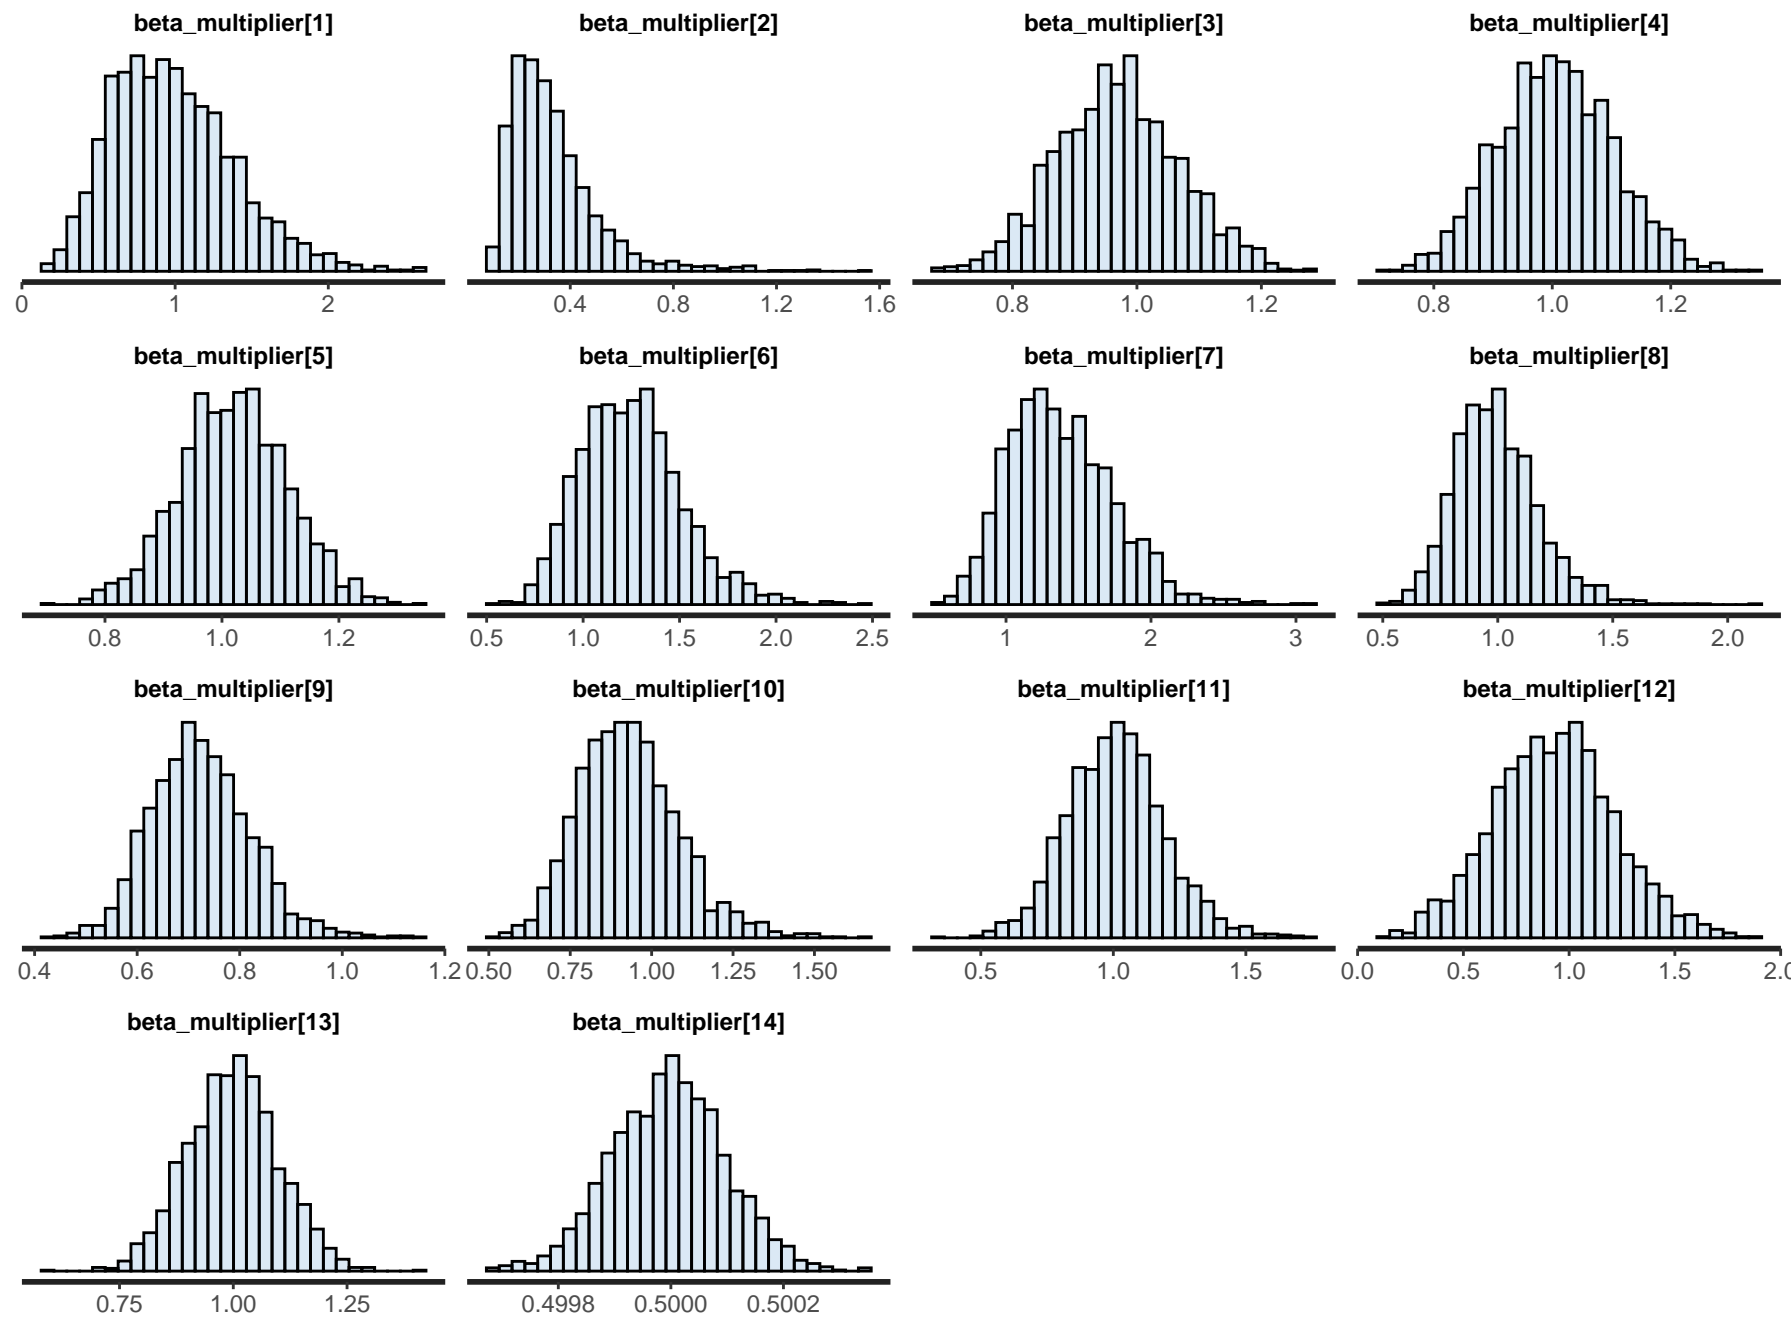 beta_multiplier[1] beta_multiplier[2] beta_multiplier[3] beta_multiplier[4]
0 1 2 0.4 0.8 1.2 1.6 0.8 1.0 1.2 0.8 1.0 1.2
beta_multiplier[5] beta_multiplier[6] beta_multiplier[7] beta_multiplier[8]
0.8 1.0 1.2 0.5 1.0 1.5 2.0 2.5 1 2 3 0.5 1.0 1.5 2.0
beta_multiplier[9] beta_multiplier[10] beta_multiplier[11] beta_multiplier[12]
0.4 0.6 0.8 1.0 1.2 0.50 0.75 1.00 1.25 1.50 0.5 1.0 1.5 0.0 0.5 1.0 1.5 2.0
beta_multiplier[13] beta_multiplier[14]
0.75 1.00 1.25 0.4998 0.5000 0.5002